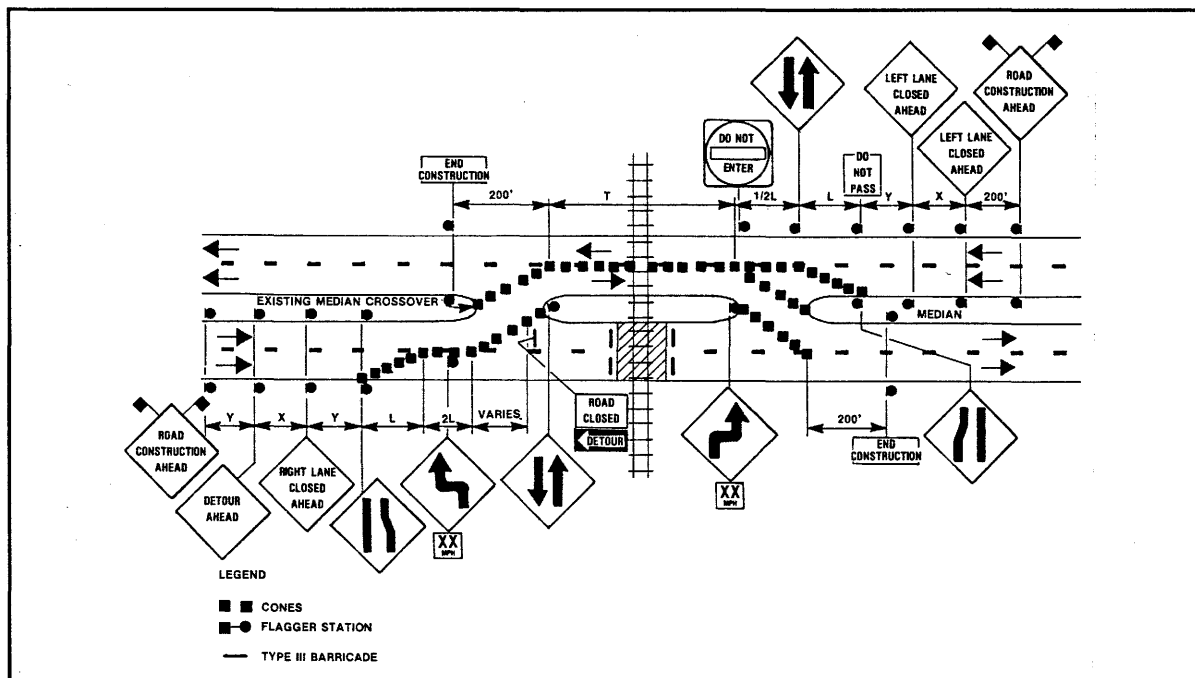 LEFT LANE
CLOSED
AHEAD
ROAD
CONSTRUCTION
AHEAD
LEFT LANE
CLOSED
AHEAD
DO NOT
ENTER
DO
NOT
PASS
END
CONSTRUCTION
200' T 1/2L L Y X 200'
EXISTING MEDIAN CROSSOVER
MEDIAN
Y X Y L 2L VARIES
ROAD
CLOSED
DETOUR
200'
END
CONSTRUCTION
ROAD
CONSTRUCTION
AHEAD
DETOUR
AHEAD
RIGHT LANE
CLOSED
AHEAD
XX
MPH
XX
MPH
LEGEND
CONES
FLAGGER STATION
TYPE III BARRICADE